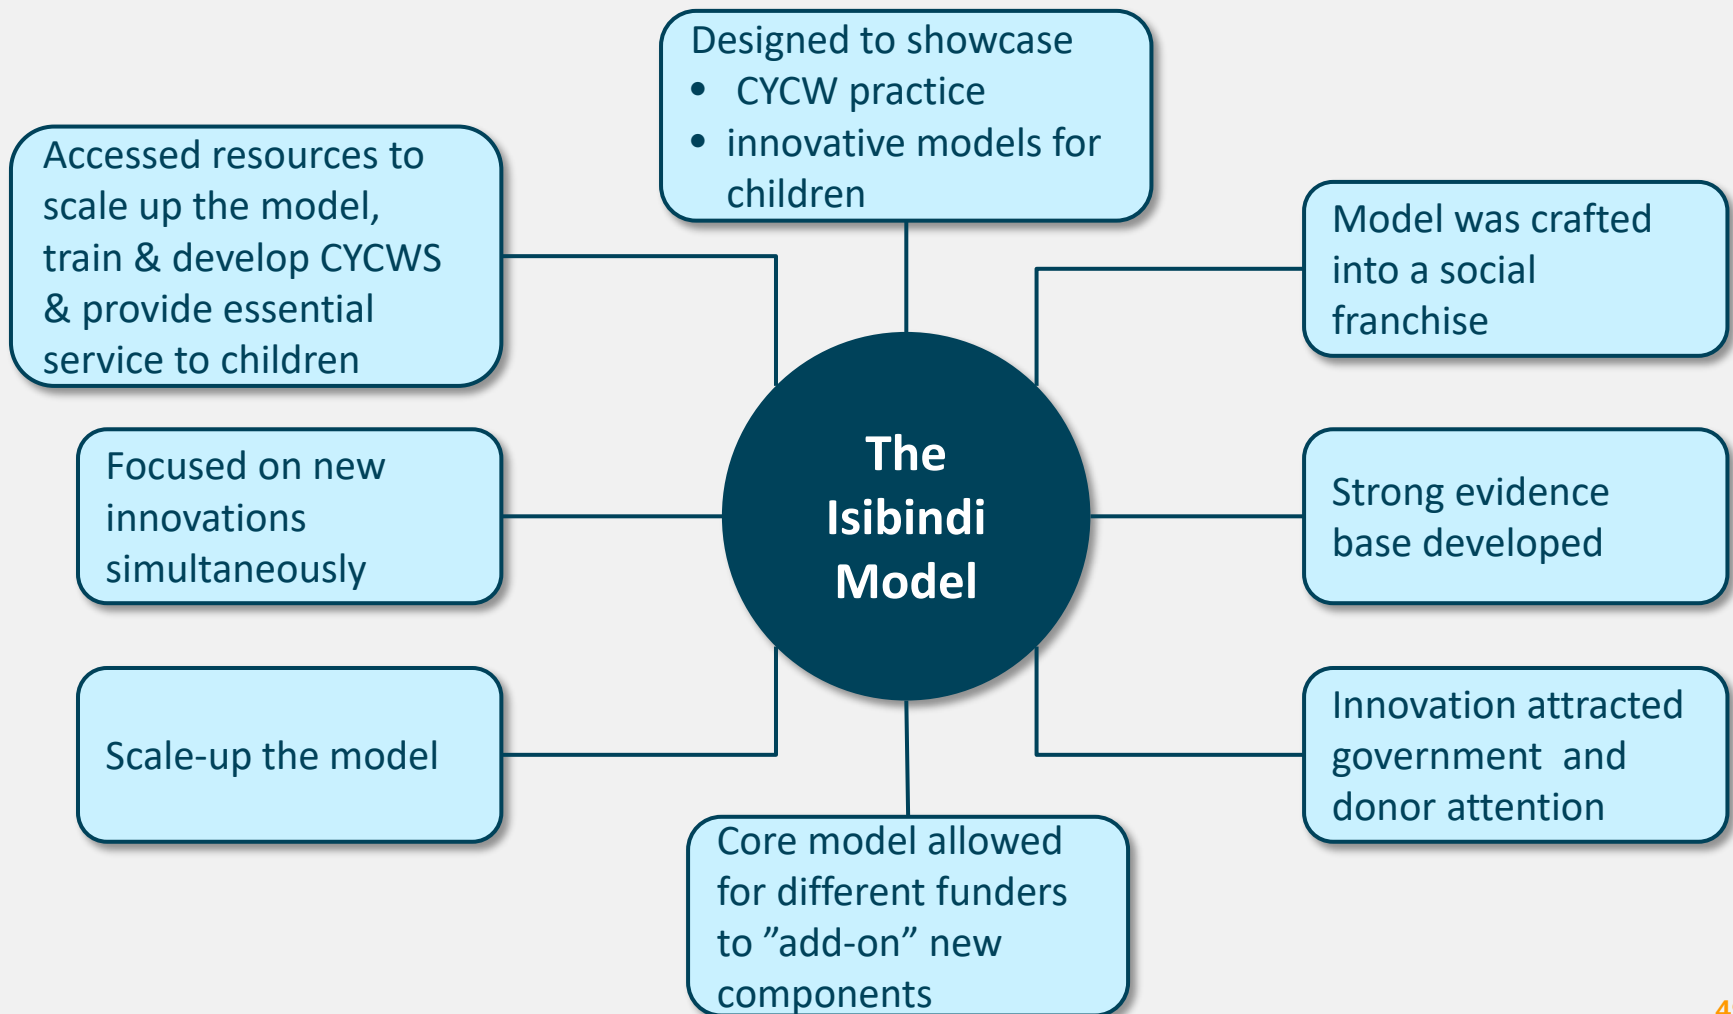 Designed to showcase
• CYCW practice
• innovative models for
children
Model was crafted
into a social
franchise
Strong evidence
base developed
Innovation attracted
government and
donor attention
Core model allowed
for different funders
to ”add-on” new
components
Scale-up the model
Focused on new
innovations
simultaneously
Accessed resources to
scale up the model,
train & develop CYCWS
& provide essential
service to children
The
Isibindi
Model